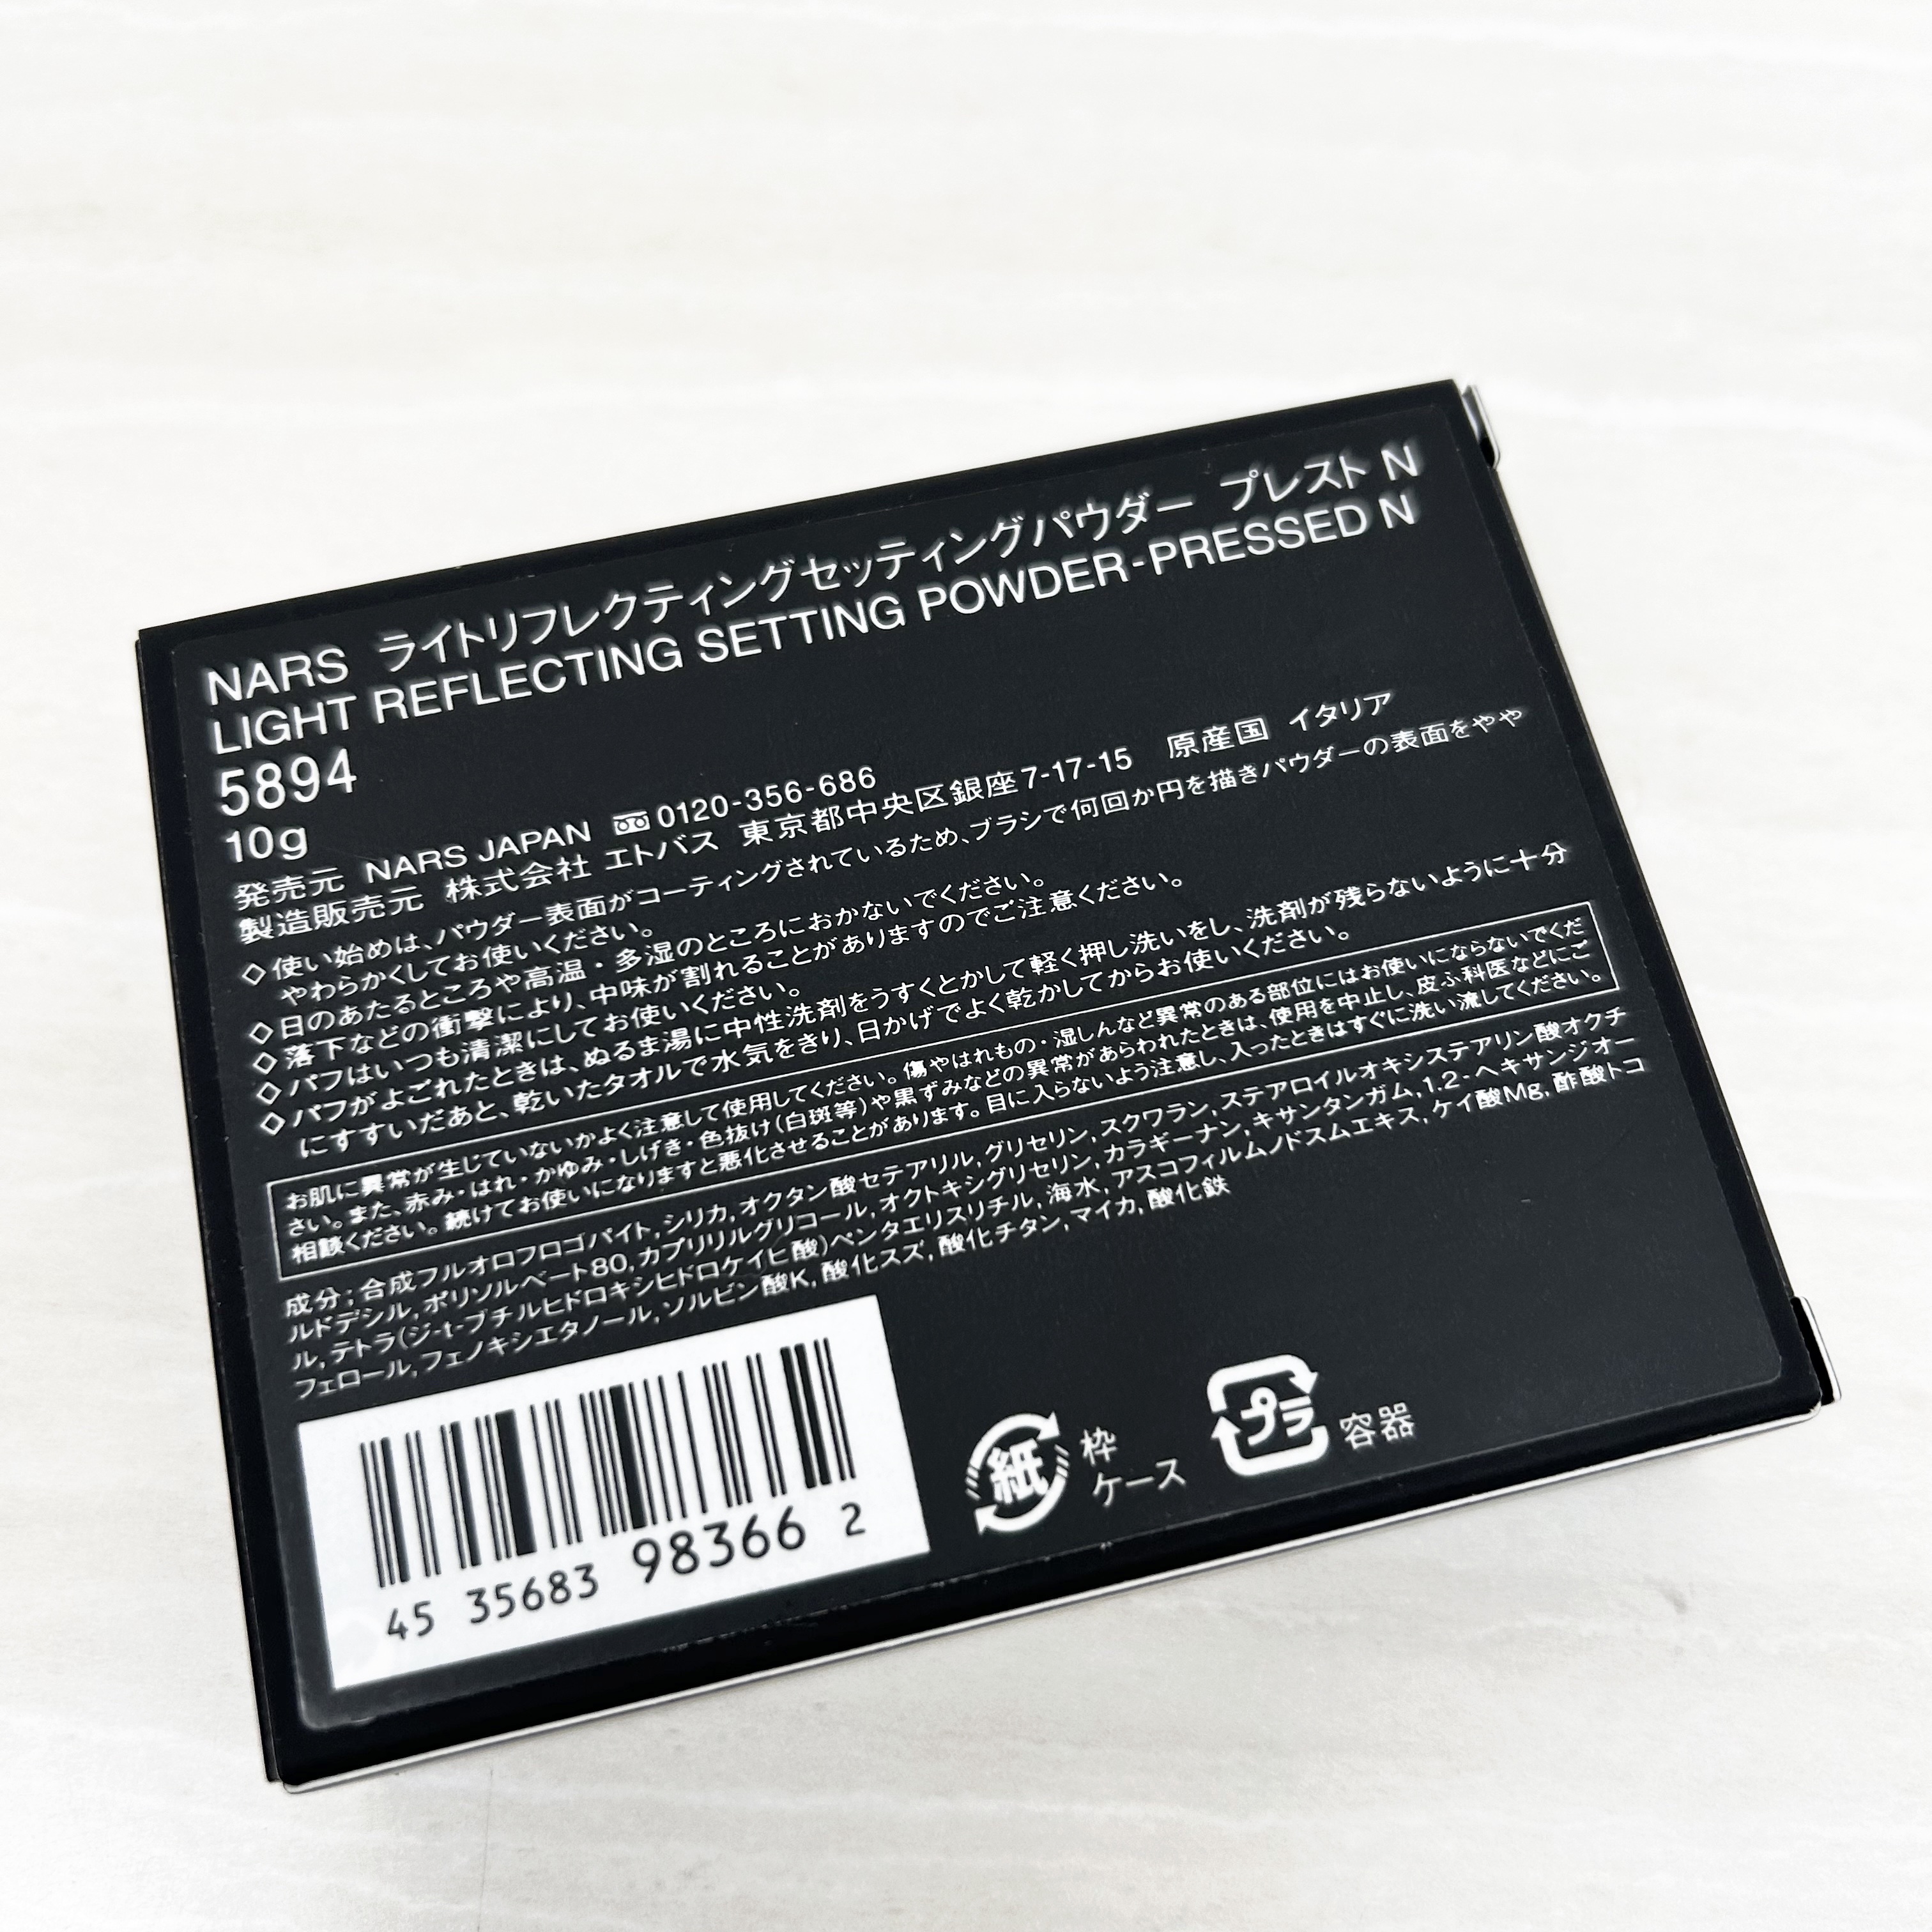 NARS ライトリフレクティングセッティングパウダー プレスト N
LIGHT REFLECTING SETTING POWDER-PRESSED N
5894
10g
発売元 NARS JAPAN 0120-356-686
製造販売元 株式会社 エトバス 東京都中央区銀座7-17-15 原産国 イタリア
◇使い始めは、パウダー表面がコーティングされているため、ブラシで何回か円を描きパウダーの表面をやや
やわらかくしてお使いください。
◇日のあたるところや高温・多湿のところにおかないでください。
◇落下などの衝撃により、中味が割れることがありますのでご注意ください。
◇パフはいつも清潔にしてお使いください。
◇パフがよごれたときは、ぬるま湯に中性洗剤をうすくとかして軽く押し洗いをし、洗剤が残らないように十分
にすすいだあと、乾いたタオルで水気をきり、日かげでよく乾かしてからお使いください。
お肌に異常が生じていないかよく注意して使用してください。傷やはれもの・湿しんなど異常のある部位にはお使いにならないでくだ
さい。また、赤み・はれ・かゆみ・しげき・色抜け(白斑等)や黒ずみなどの異常があらわれたときは、使用を中止し、皮ふ科医などにご
相談ください。続けてお使いになりますと悪化させることがあります。目に入らないよう注意し、入ったときはすぐに洗い流してください。
成分；合成フルオロフロゴパイト, シリカ, オクタン酸セテアリル, グリセリン, スクワラン, ステアロイルオキシステアリン酸オクチ
ルドデシル, ポリソルベート80, カプリリルグリコール, オクトキシグリセリン, カラギーナン, キサンタンガム, 1,2-ヘキサンジオー
ル, テトラ(ジ-t-ブチルヒドロキシヒドロケイヒ酸)ペンタエリスリチル, 海水, アスコフィルムノドスムエキス, ケイ酸Mg, 酢酸トコ
フェロール, フェノキシエタノール, ソルビン酸K, 酸化スズ, 酸化チタン, マイカ, 酸化鉄
紙 枠
ケース
プラ 容器
45 35683 98366 2